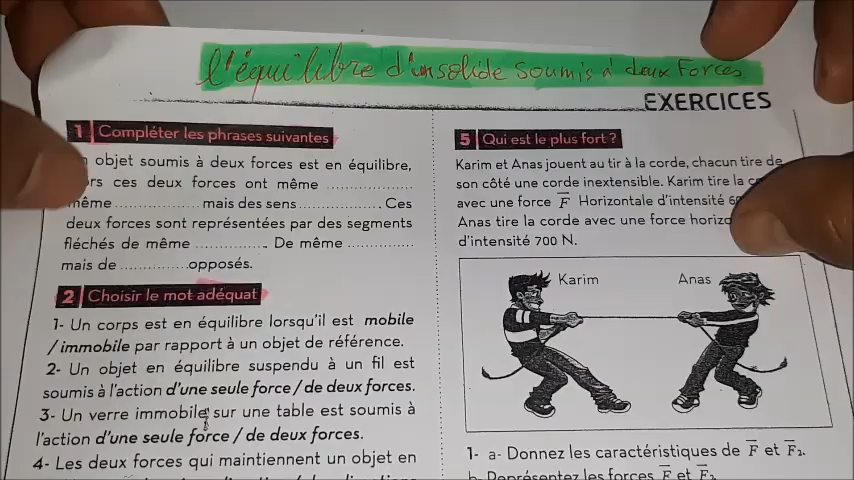 l'équilibre d'un solide soumis à deux Forces
EXERCICES
1 Compléter les phrases suivantes
objet soumis à deux forces est en équilibre,
ces deux forces ont même ..................
même .................. mais des sens ................. Ces
deux forces sont représentées par des segments
fléchés de même ............... De même ..............
mais de ...............opposés.
2 Choisir le mot adéquat
1- Un corps est en équilibre lorsqu'il est mobile
/immobile par rapport à un objet de référence.
2- Un objet en équilibre suspendu à un fil est
soumis à l'action d'une seule force / de deux forces.
3- Un verre immobile sur une table est soumis à
l'action d'une seule force / de deux forces.
4- Les deux forces qui maintiennent un objet en
5 Qui est le plus fort ?
Karim et Anas jouent au tir à la corde, chacun tire de
son côté une corde inextensible. Karim tire la
avec une force F Horizontale d'intensité
Anas tire la corde avec une force
d'intensité 700 N.
Karim Anas
1- a- Donnez les caractéristiques de F et F₂.
b- Représentez les forces F et F₂